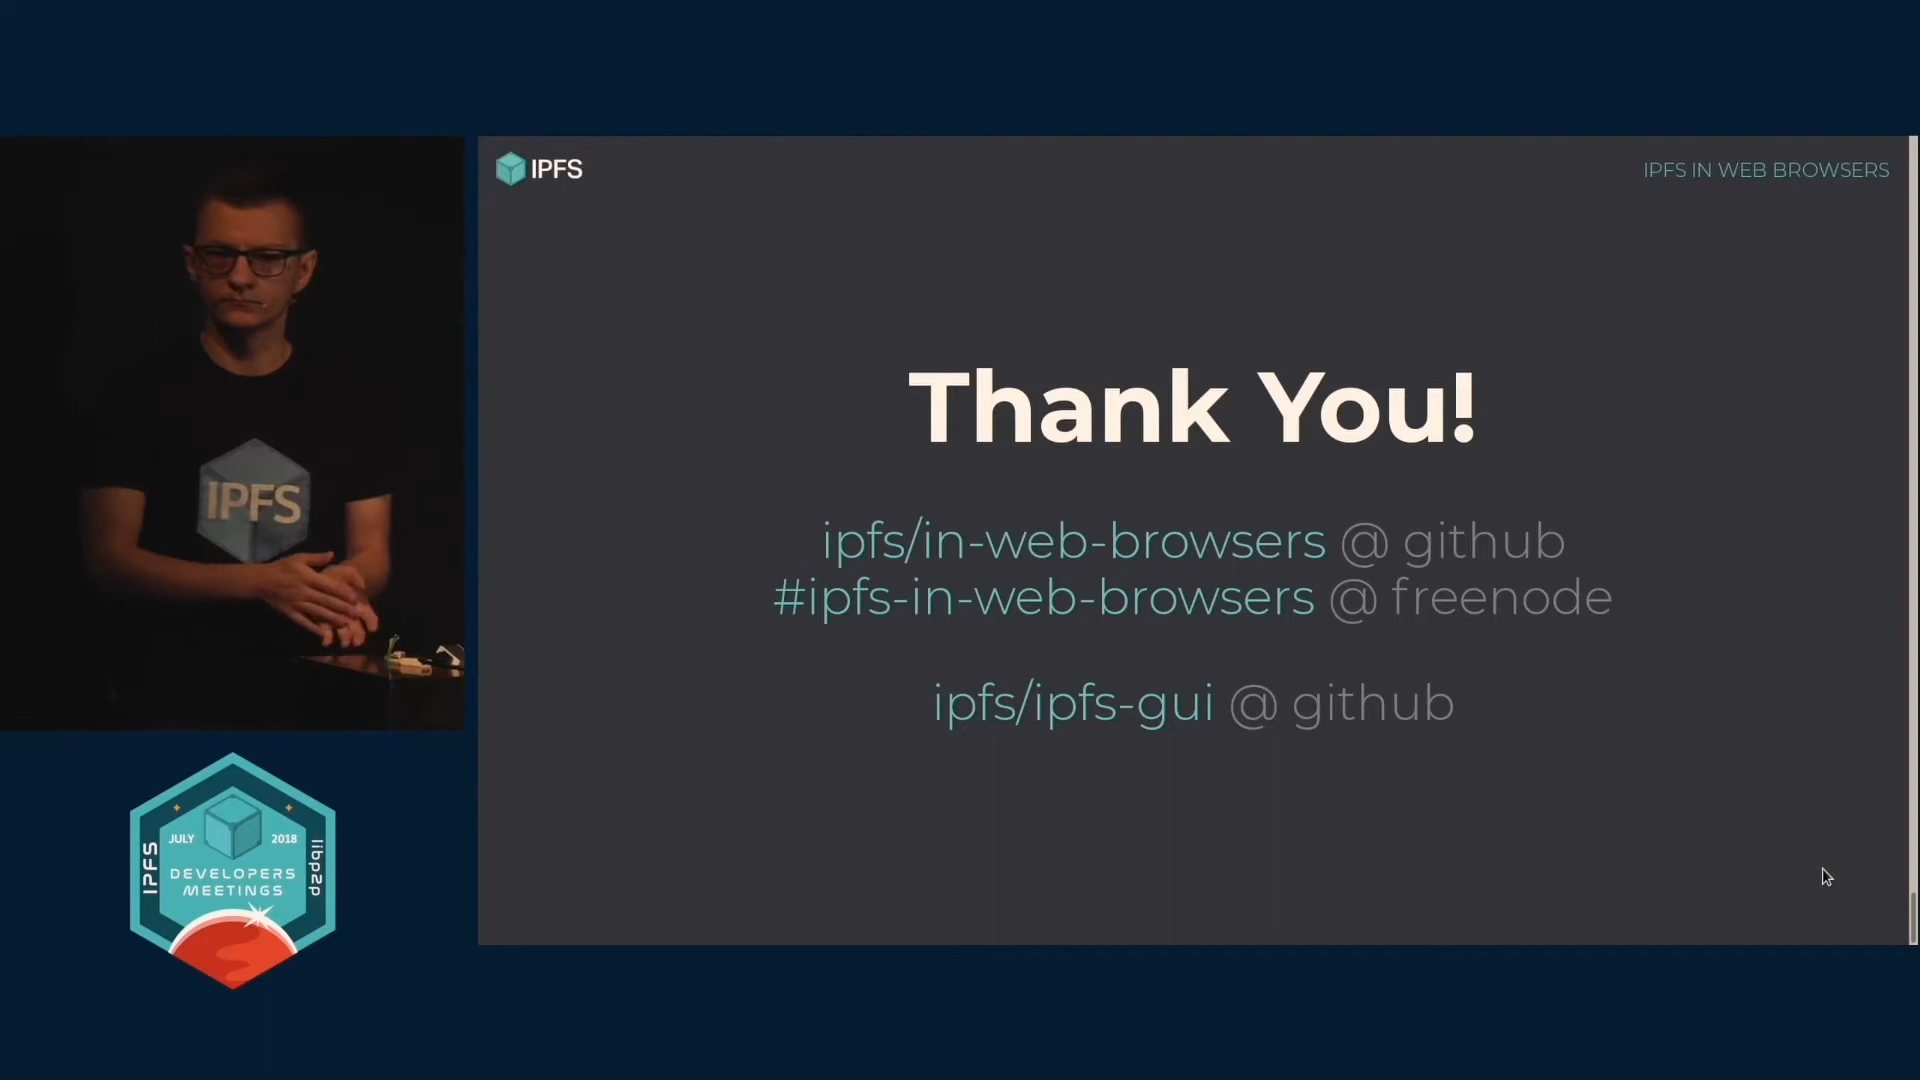 IPFS
IPFS IN WEB BROWSERS
Thank You!
ipfs/in-web-browsers @ github
#ipfs-in-web-browsers @ freenode
ipfs/ipfs-gui @ github
IPFS
JULY 2018
IPFS
DEVELOPERS
MEETINGS
libp2p